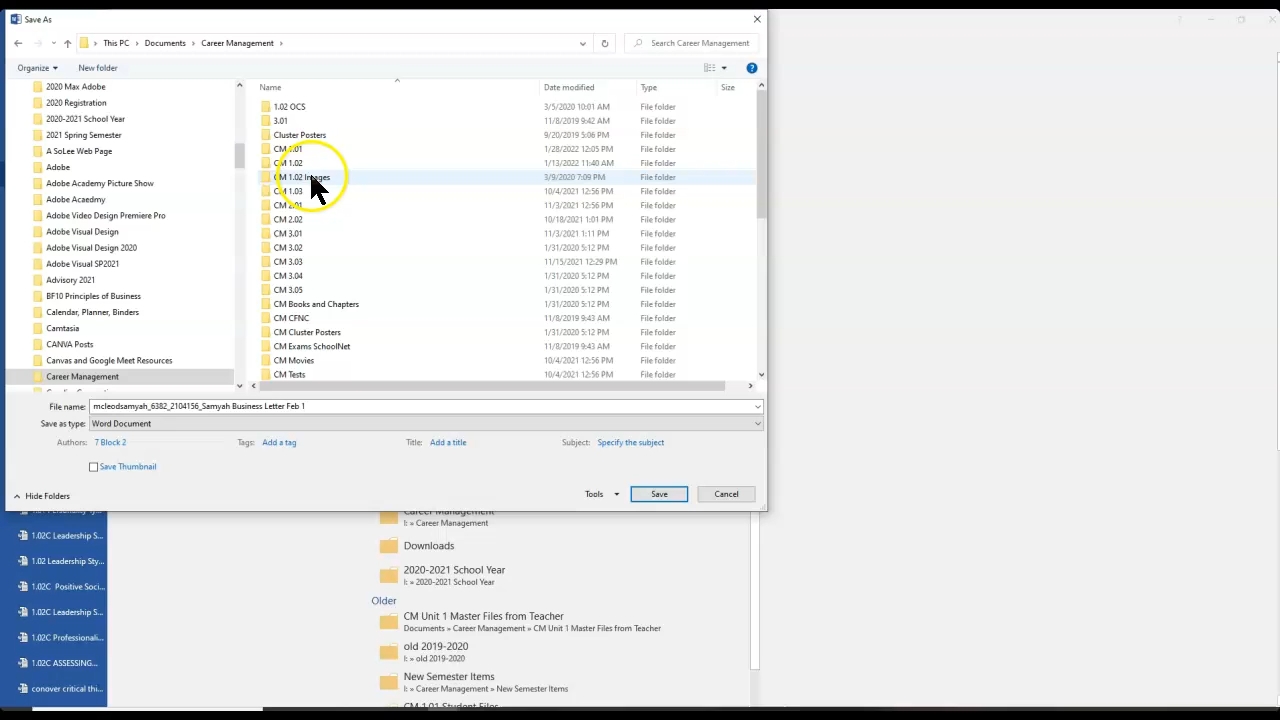 Save As
This PC Documents Career Management
Search Career Management
Organize New folder
Name Date modified Type Size
2020 Max Adobe
2020 Registration
2020-2021 School Year
2021 Spring Semester
A SoLee Web Page
Adobe
Adobe Academy Picture Show
Adobe Acaedmy
Adobe Video Design Premiere Pro
Adobe Visual Design
Adobe Visual Design 2020
Adobe Visual SP2021
Advisory 2021
BF10 Principles of Business
Calendar, Planner, Binders
Camtasia
CANVA Posts
Canvas and Google Meet Resources
Career Management
1.02 OCS 3/5/2020 10:01 AM File folder
3.01 11/8/2019 9:42 AM File folder
Cluster Posters 9/20/2019 5:06 PM File folder
CM 1.01 1/28/2022 12:05 PM File folder
CM 1.02 1/13/2022 11:40 AM File folder
CM 1.02 Images 3/9/2020 7:09 PM File folder
CM 1.03 10/4/2021 12:56 PM File folder
CM 2.01 11/3/2021 12:56 PM File folder
CM 2.02 10/18/2021 1:01 PM File folder
CM 3.01 11/3/2021 1:11 PM File folder
CM 3.02 1/31/2020 5:12 PM File folder
CM 3.03 11/15/2021 12:29 PM File folder
CM 3.04 1/31/2020 5:12 PM File folder
CM 3.05 1/31/2020 5:12 PM File folder
CM Books and Chapters 1/31/2020 5:12 PM File folder
CM CFNC 11/8/2019 9:43 AM File folder
CM Cluster Posters 1/31/2020 5:12 PM File folder
CM Exams SchoolNet 11/8/2019 9:43 AM File folder
CM Movies 10/4/2021 12:56 PM File folder
CM Tests 10/4/2021 12:56 PM File folder
File name: mcleodsamyah_6382_2104156_Samyah Business Letter Feb 1
Save as type: Word Document
Authors: 7 Block 2 Tags: Add a tag Title: Add a title Subject: Specify the subject
Save Thumbnail
Hide Folders Tools Save Cancel
1.02C Leadership S...
1.02 Leadership Sty...
1.02C Positive Soci...
1.02C Leadership S...
1.02C Professionali...
1.02C ASSESSING...
conover critical thi...
Career Management
I: » Career Management
Downloads
2020-2021 School Year
I: » 2020-2021 School Year
Older
CM Unit 1 Master Files from Teacher
Documents » Career Management » CM Unit 1 Master Files from Teacher
old 2019-2020
I: » old 2019-2020
New Semester Items
I: » Career Management » New Semester Items
CM 1.01 Student Files